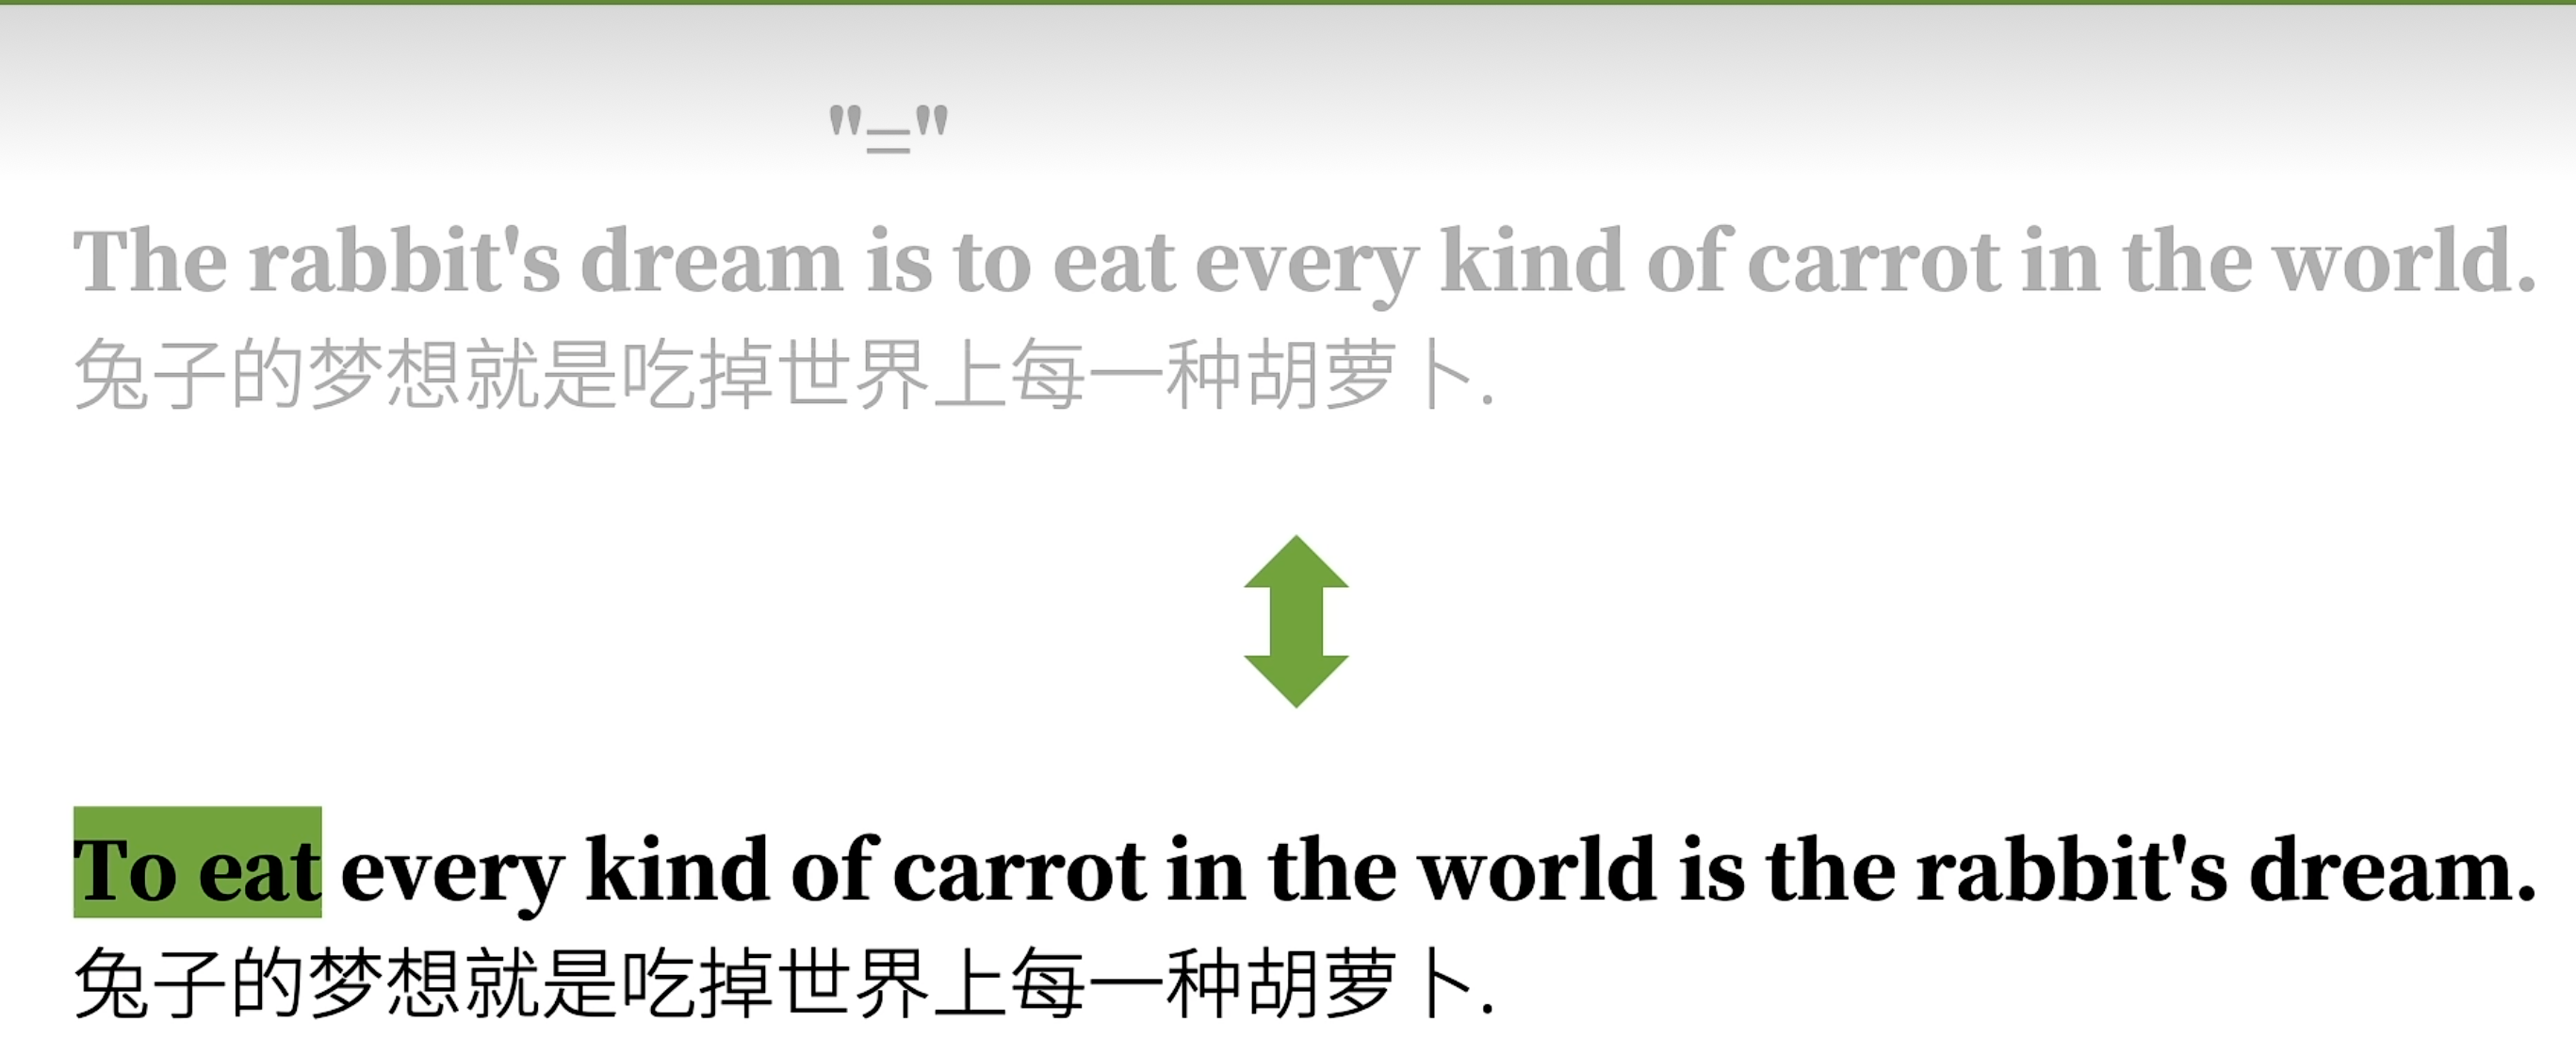 "="
The rabbit's dream is to eat every kind of carrot in the world.
兔子的梦想就是吃掉世界上每一种胡萝卜.
To eat every kind of carrot in the world is the rabbit's dream.
兔子的梦想就是吃掉世界上每一种胡萝卜.